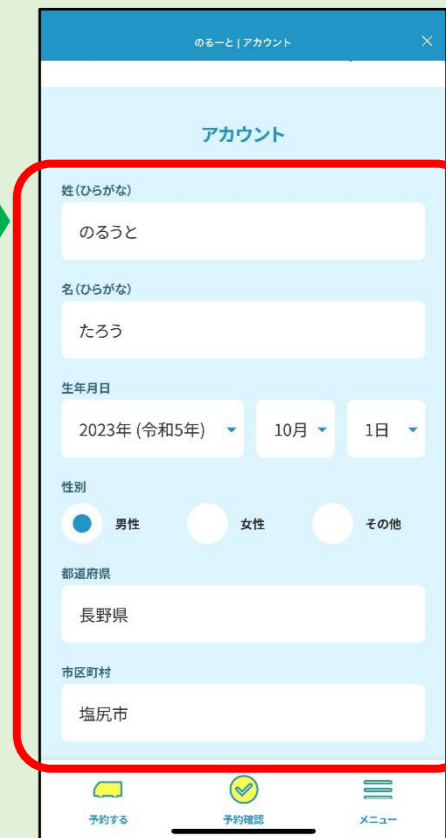 のるーと | アカウント
アカウント
姓(ひらがな)
のるうと
名(ひらがな)
たろう
生年月日
2023年 (令和5年) 10月 1日
性別
男性 女性 その他
都道府県
長野県
市区町村
塩尻市
予約する 予約確認 メニュー